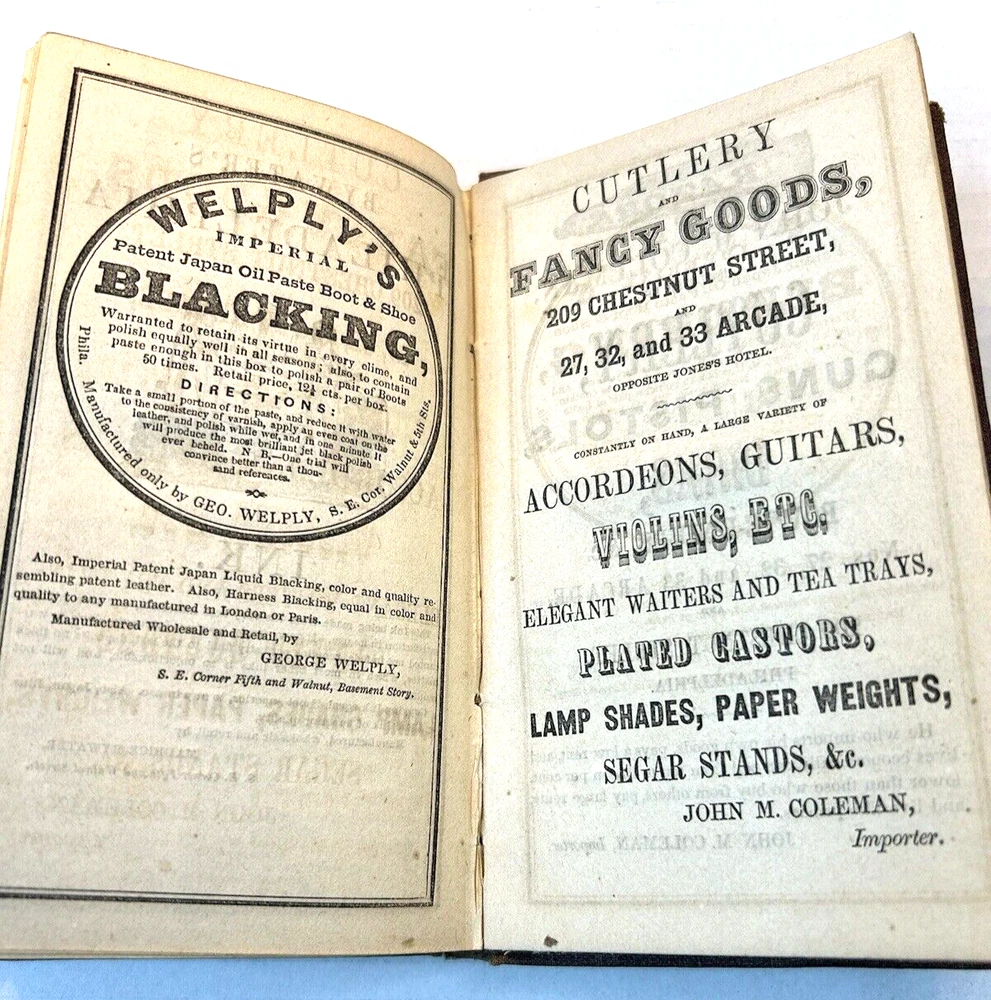 WELPLY'S
IMPERIAL
Patent Japan Oil Paste Boot & Shoe
BLACKING,
Warranted to retain its virtue in every clime, and
polish equally well in all seasons; also, to contain
paste enough in this box to polish a pair of Boots
50 times. Retail price, 12½ cts. per box.
DIRECTIONS:
Take a small portion of the paste, and reduce it with water
to the consistency of varnish, apply an even coat on the
leather, and polish while wet, and in one minute it
will produce the most brilliant jet black polish
ever beheld. N B,—One trial will
convince better than a thou-
sand references.
Manufactured only by GEO. WELPLY, S. E. Cor. Walnut & 5th Sts.
Phila.
Also, Imperial Patent Japan Liquid Blacking, color and quality re-
sembling patent leather. Also, Harness Blacking, equal in color and
quality to any manufactured in London or Paris.
Manufactured Wholesale and Retail, by
GEORGE WELPLY,
S. E. Corner Fifth and Walnut, Basement Story.
CUTLERY
AND
FANCY GOODS,
209 CHESTNUT STREET,
AND
27, 32, and 33 ARCADE,
OPPOSITE JONES'S HOTEL.
CONSTANTLY ON HAND, A LARGE VARIETY OF
ACCORDEONS, GUITARS,
VIOLINS, ETC.
ELEGANT WAITERS AND TEA TRAYS,
PLATED CASTORS,
LAMP SHADES, PAPER WEIGHTS,
SEGAR STANDS, &c.
JOHN M. COLEMAN,
Importer.